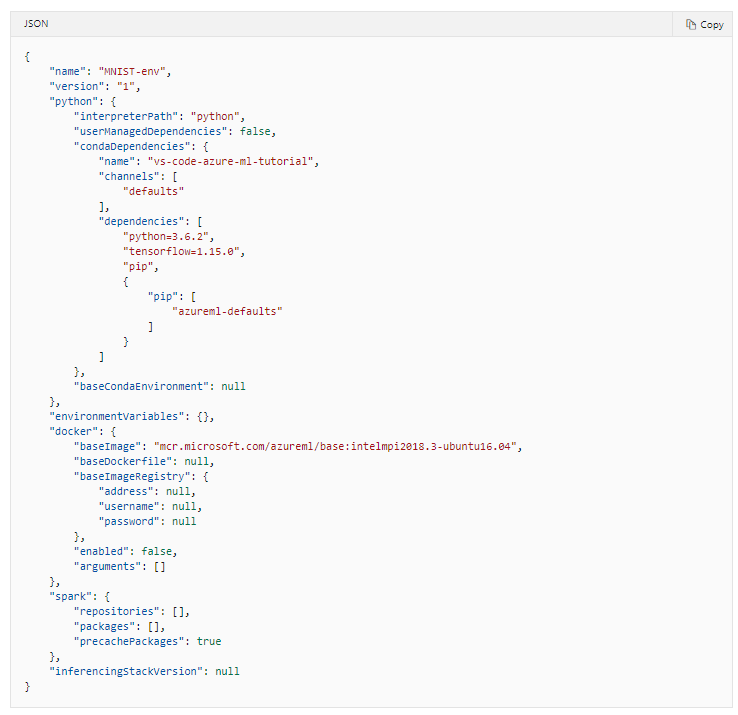 JSON
Copy
{
    "name": "MNIST-env",
    "version": "1",
    "python": {
        "interpreterPath": "python",
        "userManagedDependencies": false,
        "condaDependencies": {
            "name": "vs-code-azure-ml-tutorial",
            "channels": [
                "defaults"
            ],
            "dependencies": [
                "python=3.6.2",
                "tensorflow=1.15.0",
                "pip",
                {
                    "pip": [
                        "azureml-defaults"
                    ]
                }
            ]
        },
        "baseCondaEnvironment": null
    },
    "environmentVariables": {},
    "docker": {
        "baseImage": "mcr.microsoft.com/azureml/base:intelmpi2018.3-ubuntu16.04",
        "baseDockerfile": null,
        "baseImageRegistry": {
            "address": null,
            "username": null,
            "password": null
        },
        "enabled": false,
        "arguments": []
    },
    "spark": {
        "repositories": [],
        "packages": [],
        "precachePackages": true
    },
    "inferencingStackVersion": null
}